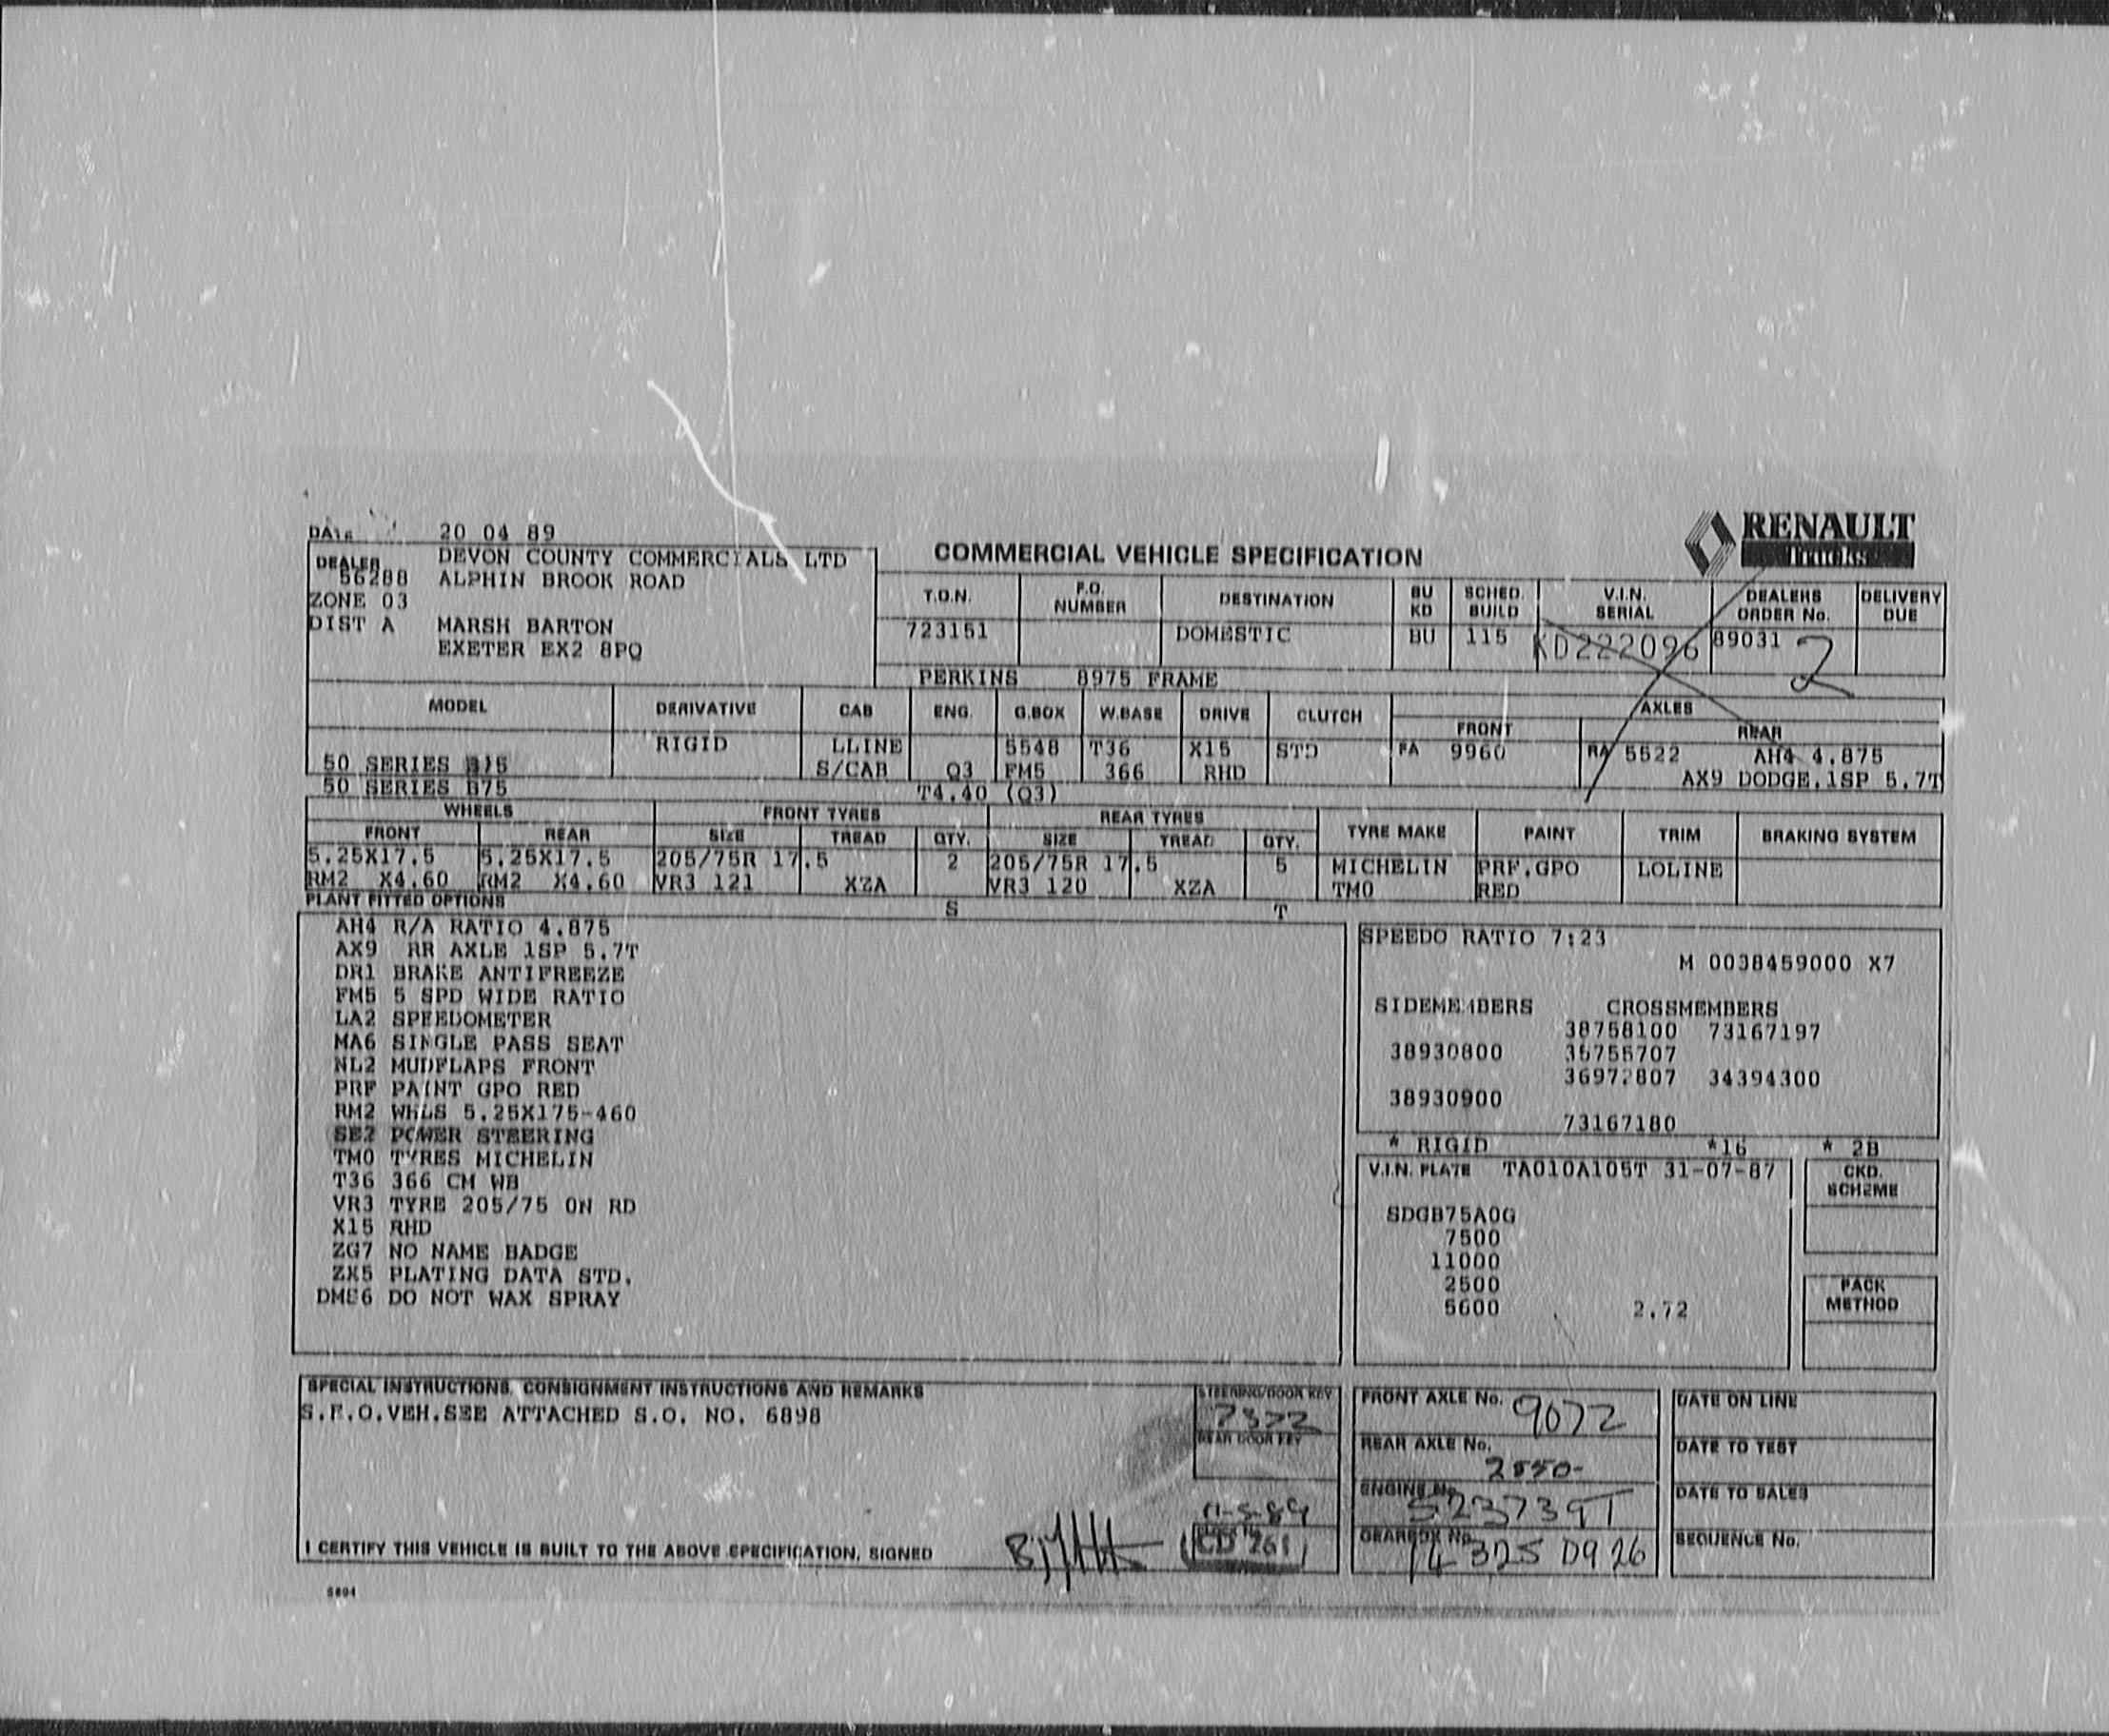 RENAULT
Trucks
DATE 20 04 89
DEALER DEVON COUNTY COMMERCIALS LTD
56288 ALPHIN BROOK ROAD
ZONE 03
DIST A MARSH BARTON
EXETER EX2 8PQ
COMMERCIAL VEHICLE SPECIFICATION
T.O.N. F.O. NUMBER DESTINATION BU KD SCHED. BUILD V.I.N. SERIAL DEALERS ORDER No. DELIVERY DUE
723151 DOMESTIC BU 115 KD222096 89031 2
PERKINS 8975 FRAME
MODEL DERIVATIVE CAB ENG. G.BOX W.BASE DRIVE CLUTCH AXLES
FRONT REAR
RIGID LLINE 5548 T36 X15 STD FA 9960 RA 5522 AH4 4.875
50 SERIES S/CAB Q3 FM5 366 RHD AX9 DODGE.1SP 5.7T
50 SERIES B75 T4.40 (Q3)
WHEELS FRONT TYRES REAR TYRES TYRE MAKE PAINT TRIM BRAKING SYSTEM
FRONT REAR SIZE TREAD QTY. SIZE TREAD QTY.
5.25X17.5 5.25X17.5 205/75R 17.5 2 205/75R 17.5 5 MICHELIN PRF.GPO LOLINE
RM2 X4.60 RM2 X4.60 VR3 121 XZA VR3 120 XZA TMO RED
PLANT FITTED OPTIONS S T
AH4 R/A RATIO 4.875
AX9 RR AXLE 1SP 5.7T
DR1 BRAKE ANTIFREEZE
FM5 5 SPD WIDE RATIO
LA2 SPEEDOMETER
MA6 SINGLE PASS SEAT
NL2 MUDFLAPS FRONT
PRF PAINT GPO RED
RM2 WHLS 5.25X175-460
SE2 POWER STEERING
TMO TYRES MICHELIN
T36 366 CM WB
VR3 TYRE 205/75 ON RD
X15 RHD
ZG7 NO NAME BADGE
ZX5 PLATING DATA STD.
DO NOT WAX SPRAY
SPEEDO RATIO 7:23
M 0038459000 X7
SIDEMEMBERS CROSSMEMBERS
38758100 73167197
38930800
36972807 34394300
38930900
73167180
* RIGID *16 * 2B
V.I.N. PLATE TA010A105T 31-07-87
SDGB75A0G
7500
11000
2500
5600 2.72
CKD. SCHEME
PACK METHOD
SPECIAL INSTRUCTIONS, CONSIGNMENT INSTRUCTIONS AND REMARKS
S.F.O.VEH.SEE ATTACHED S.O. NO. 6898
I CERTIFY THIS VEHICLE IS BUILT TO THE ABOVE SPECIFICATION, SIGNED
STEERING/DOOR KEY
REAR DOOR KEY
11-5-89
CD 261
FRONT AXLE No. 9072
REAR AXLE No.
ENGINE No. 523739T
GEARBOX No.
DATE ON LINE
DATE TO TEST
DATE TO SALES
SEQUENCE No.
5894